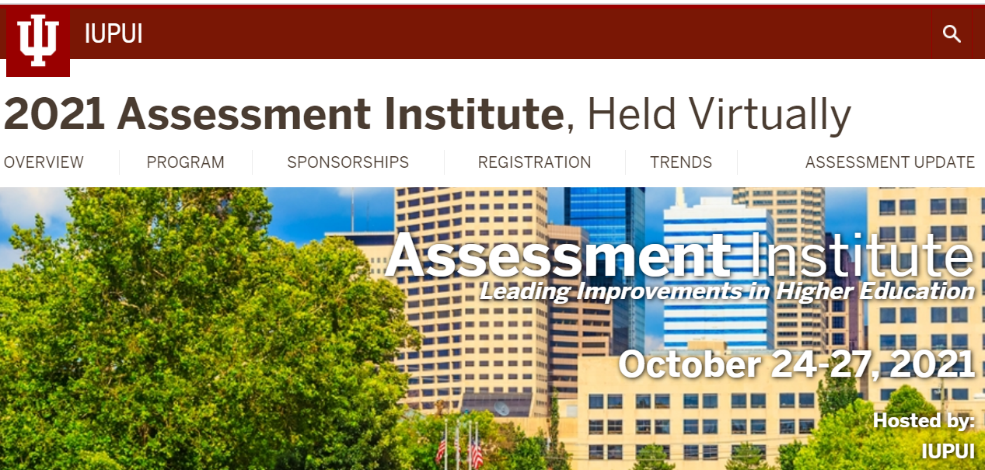 IUPUI
2021 Assessment Institute, Held Virtually
OVERVIEW PROGRAM SPONSORSHIPS REGISTRATION TRENDS ASSESSMENT UPDATE
Assessment Institute
Leading Improvements in Higher Education
October 24-27, 2021
Hosted by:
IUPUI